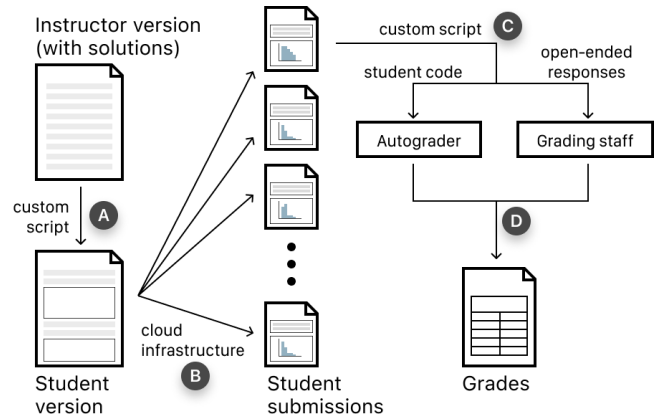 Instructor version
(with solutions)
custom
script
A
Student
version
cloud
infrastructure
B
Student
submissions
custom script
C
student code
open-ended
responses
Autograder
Grading staff
D
Grades